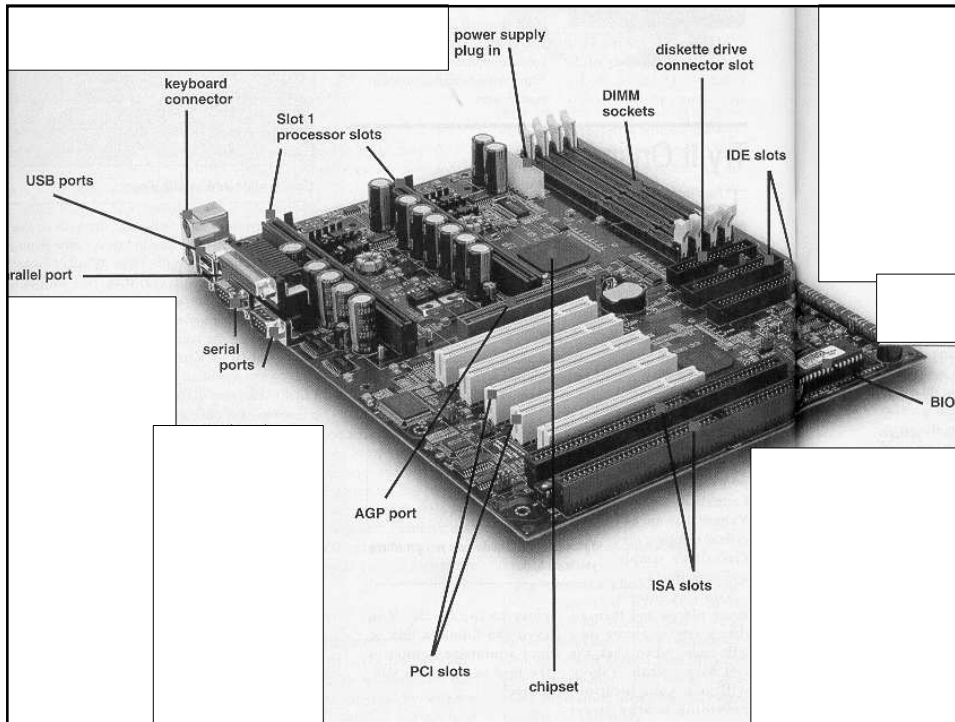 power supply
plug in
diskette drive
connector slot
keyboard
connector
DIMM
sockets
Slot 1
processor slots
IDE slots
USB ports
rallel port
serial
ports
BIO
AGP port
ISA slots
PCI slots
chipset